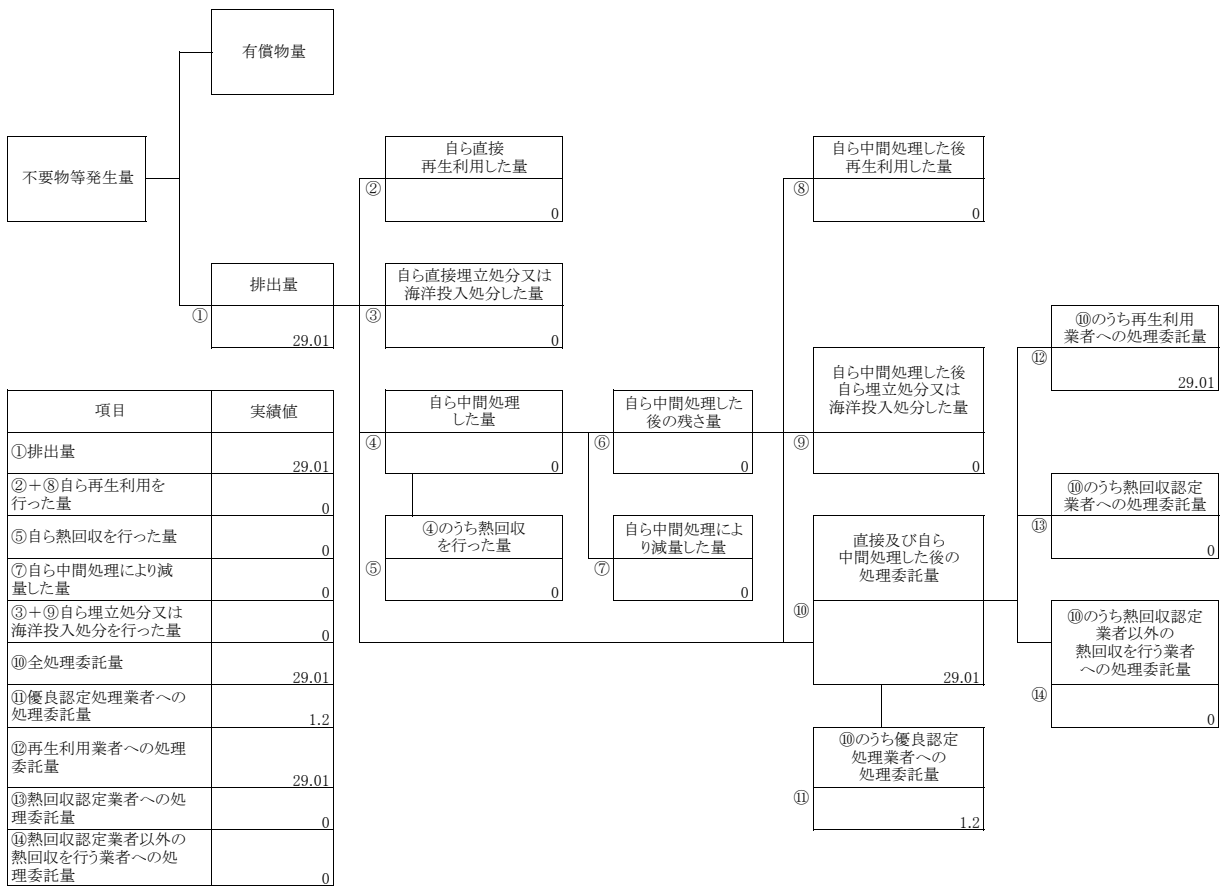 有償物量
不要物等発生量
自ら直接
再生利用した量
②
0
自ら中間処理した後
再生利用した量
⑧
0
排出量
①
29.01
自ら直接埋立処分又は
海洋投入処分した量
③
0
⑩のうち再生利用
業者への処理委託量
⑫
29.01
自ら中間処理
した量
④
0
自ら中間処理した
後の残さ量
⑥
0
自ら中間処理した後
自ら埋立処分又は
海洋投入処分した量
⑨
0
⑩のうち熱回収認定
業者への処理委託量
⑬
0
④のうち熱回収
を行った量
⑤
0
自ら中間処理によ
り減量した量
⑦
0
直接及び自ら
中間処理した後の
処理委託量
⑩
29.01
⑩のうち熱回収認定
業者以外の
熱回収を行う業者
への処理委託量
⑭
0
⑩のうち優良認定
処理業者への
処理委託量
⑪
1.2
項目
実績値
①排出量
29.01
②+⑧自ら再生利用を
行った量
0
⑤自ら熱回収を行った量
0
⑦自ら中間処理により減
量した量
0
③+⑨自ら埋立処分又は
海洋投入処分を行った量
0
⑩全処理委託量
29.01
⑪優良認定処理業者への
処理委託量
1.2
⑫再生利用業者への処理
委託量
29.01
⑬熱回収認定業者への処
理委託量
0
⑭熱回収認定業者以外の
熱回収を行う業者への処
理委託量
0